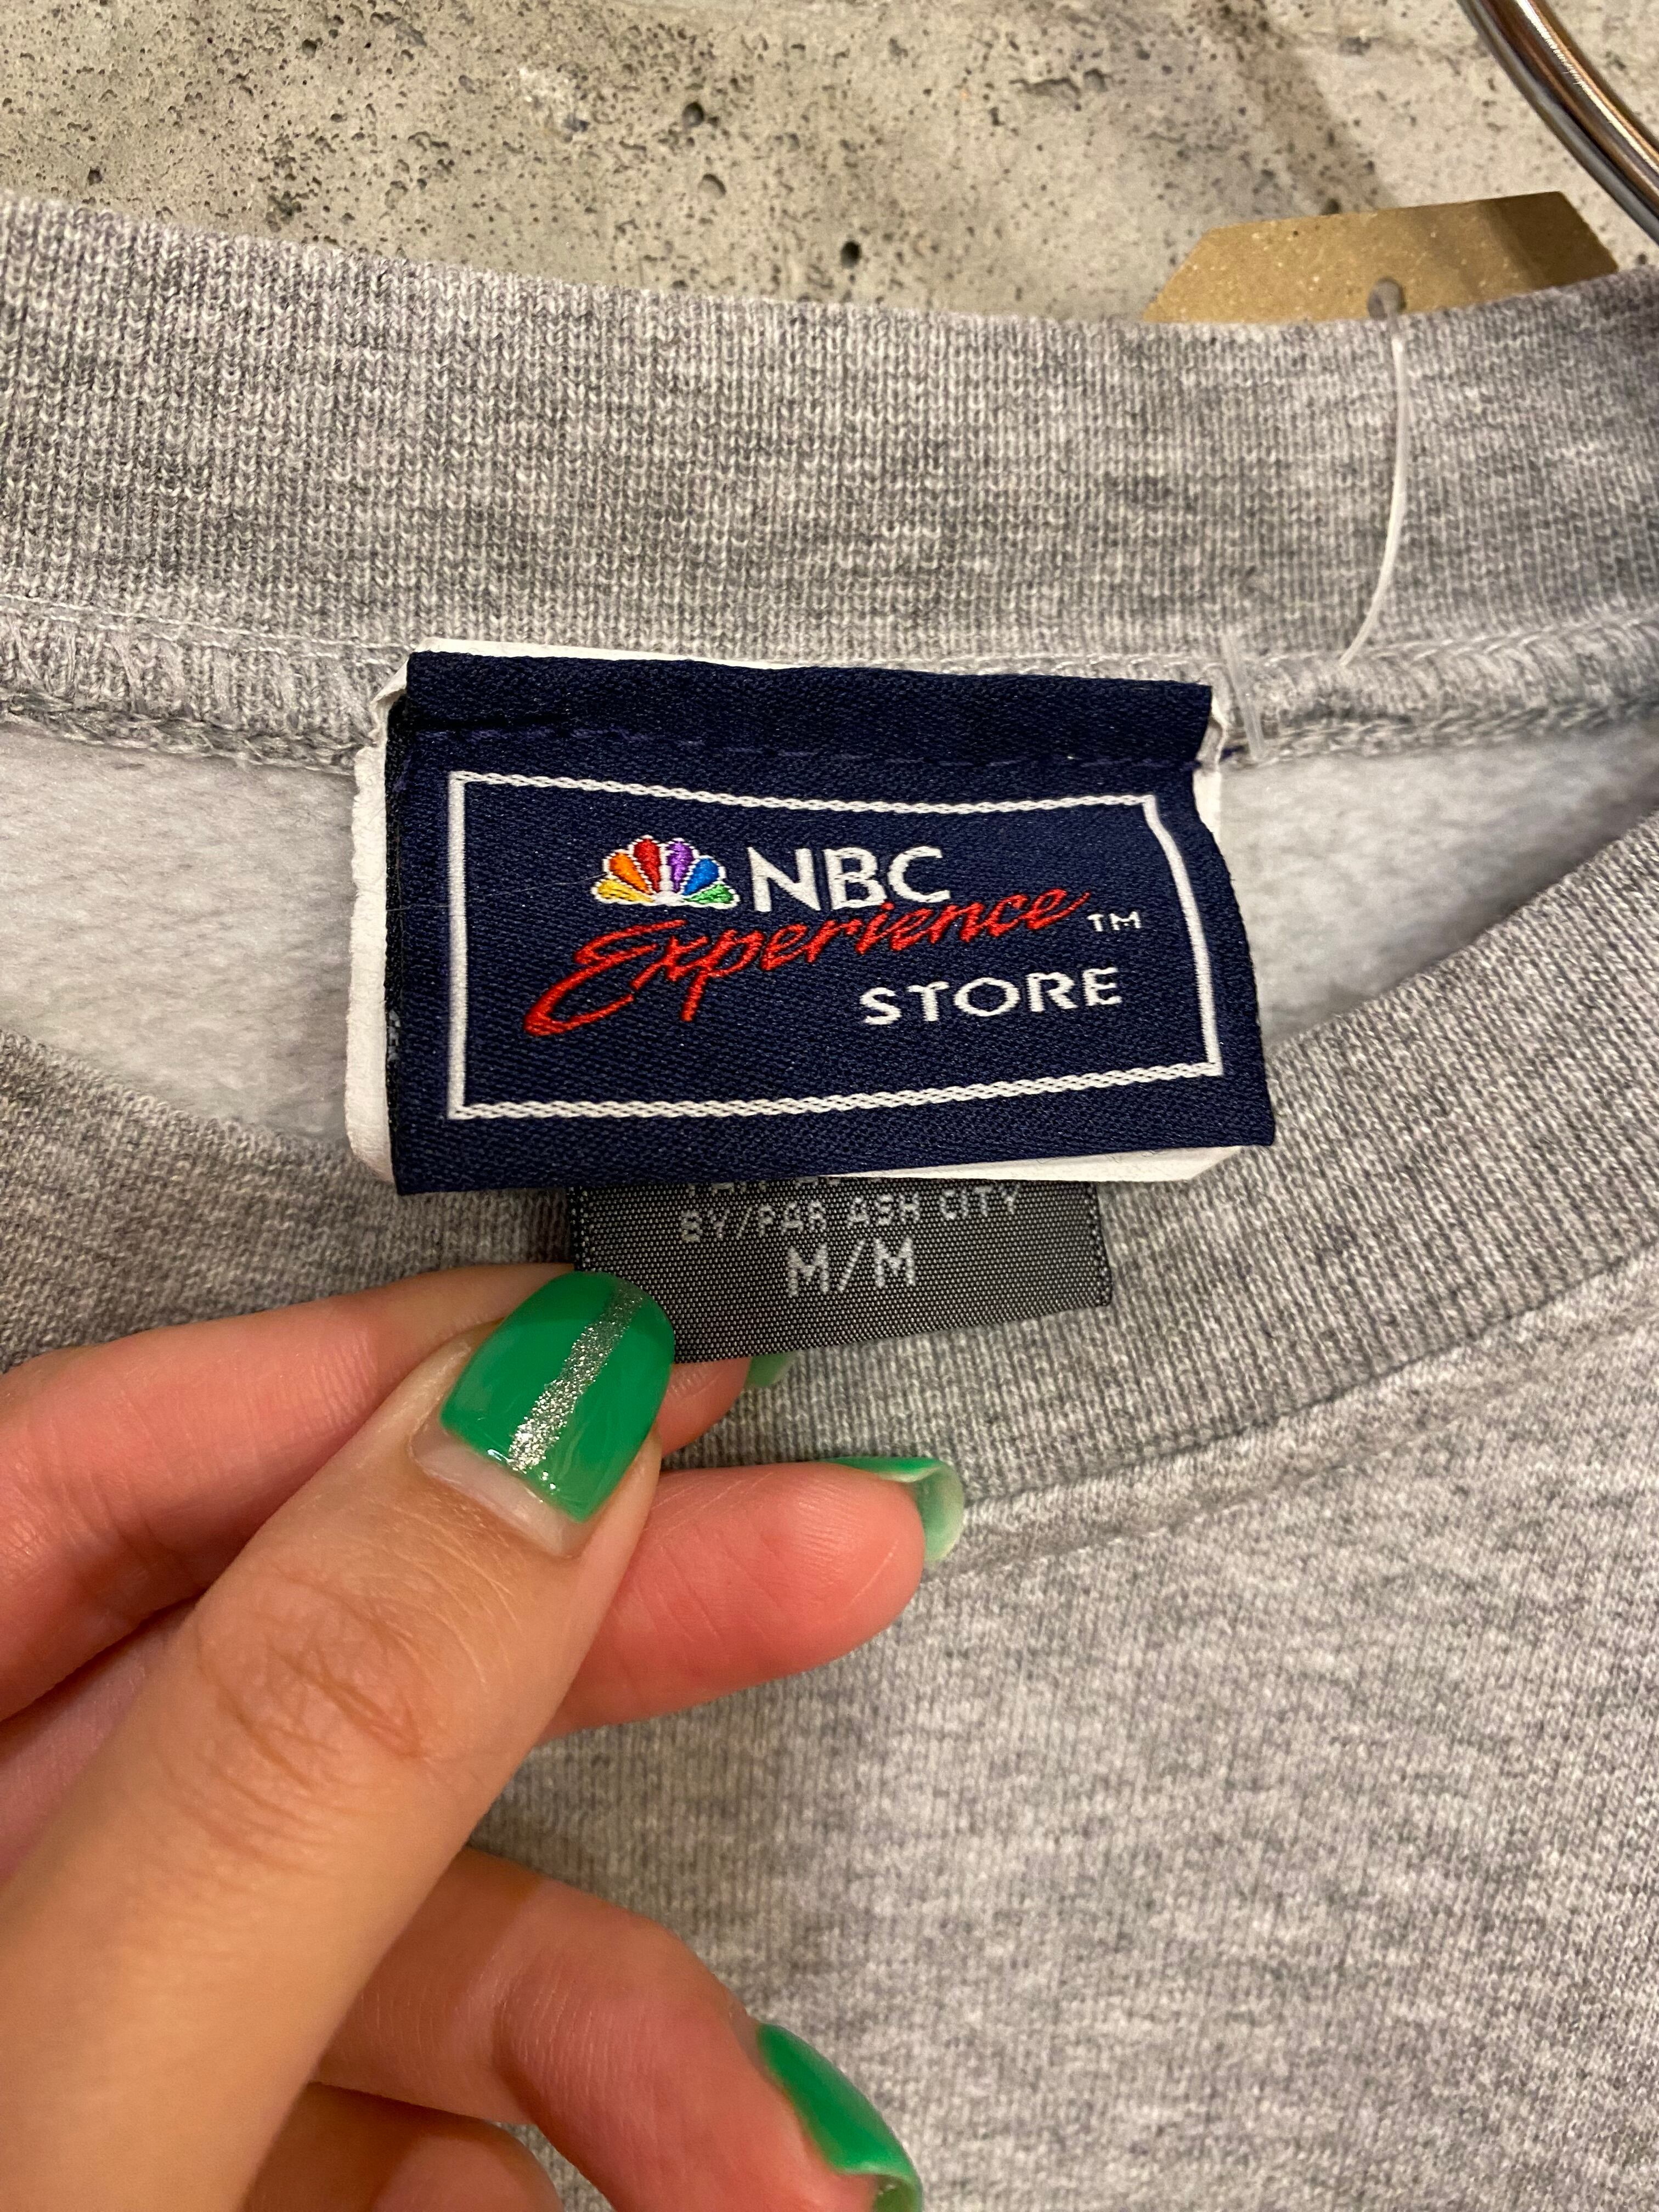 NBC
Experience™
STORE
BY/PAR ASH CITY
M/M